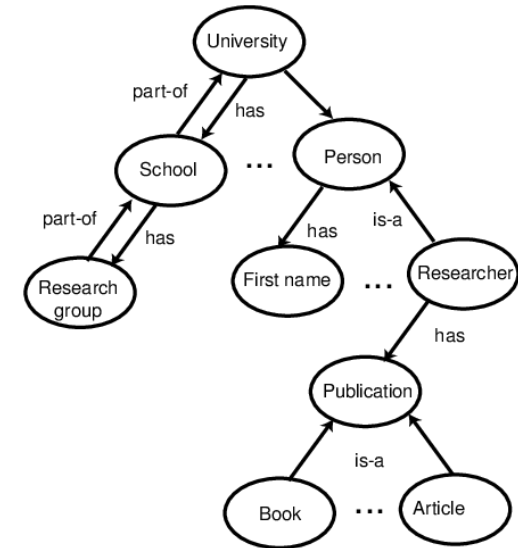 University
part-of
has
School
...
Person
part-of
has
has
is-a
Research
group
First name
...
Researcher
has
Publication
is-a
Book
...
Article